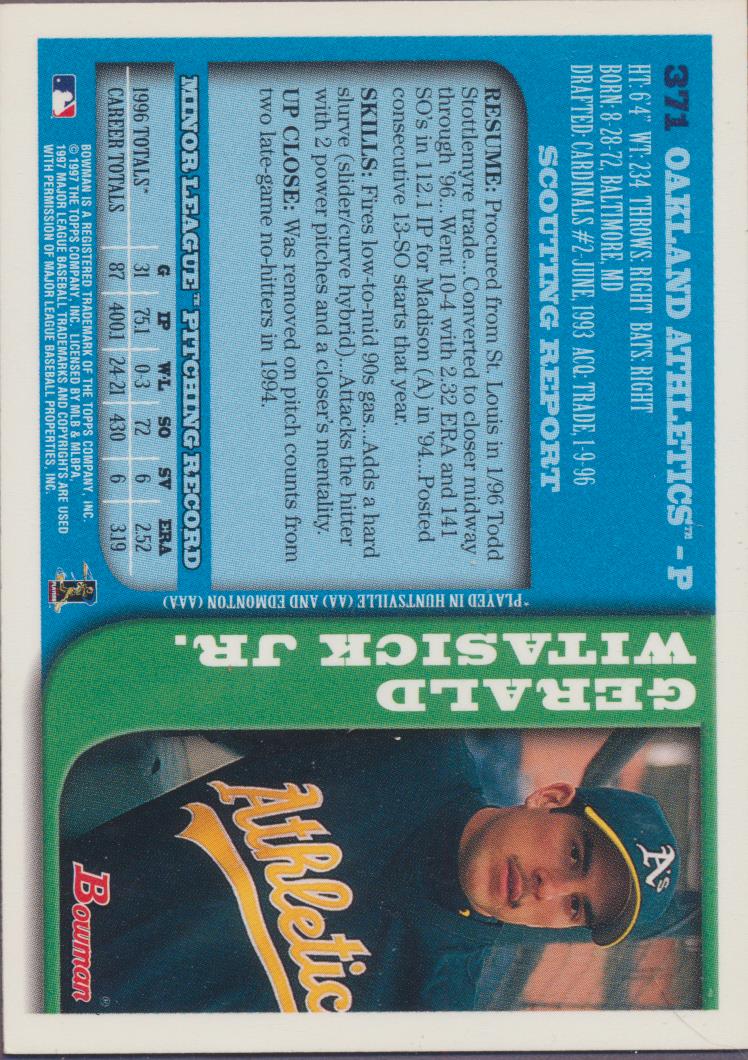 371 OAKLAND ATHLETICS™ - P
HT: 6'4" WT: 234 THROWS: RIGHT BATS: RIGHT
BORN: 8-28-72, BALTIMORE, MD
DRAFTED: CARDINALS #2-JUNE, 1993 ACQ: TRADE, 1-9-96
SCOUTING REPORT
RESUME: Procured from St. Louis in 1/96 Todd
Stottlemyre trade...Converted to closer midway
through '96... Went 10-4 with 2.32 ERA and 141
SO's in 112.1 IP for Madison (A) in '94...Posted
consecutive 13-SO starts that year.
SKILLS: Fires low-to-mid 90s gas...Adds a hard
slurve (slider/curve hybrid)...Attacks the hitter
with 2 power pitches and a closer's mentality.
UP CLOSE: Was removed on pitch counts from
two late-game no-hitters in 1994.
MINOR LEAGUE™ PITCHING RECORD
G IP WL SO SV ERA
1996 TOTALS* 31 75.1 0-3 72 6 2.52
CAREER TOTALS 87 400.1 24-21 430 6 3.19
BOWMAN IS A REGISTERED TRADEMARK OF THE TOPPS COMPANY, INC.
© 1997 THE TOPPS COMPANY, INC. LICENSED BY MLB & MLBPA.
1997 MAJOR LEAGUE BASEBALL TRADEMARKS AND COPYRIGHTS ARE USED
WITH PERMISSION OF MAJOR LEAGUE BASEBALL PROPERTIES, INC.
*PLAYED IN HUNTSVILLE (AA) AND EDMONTON (AAA)
GERALD
WITASICK JR.
A's
Athletic
Bowman®